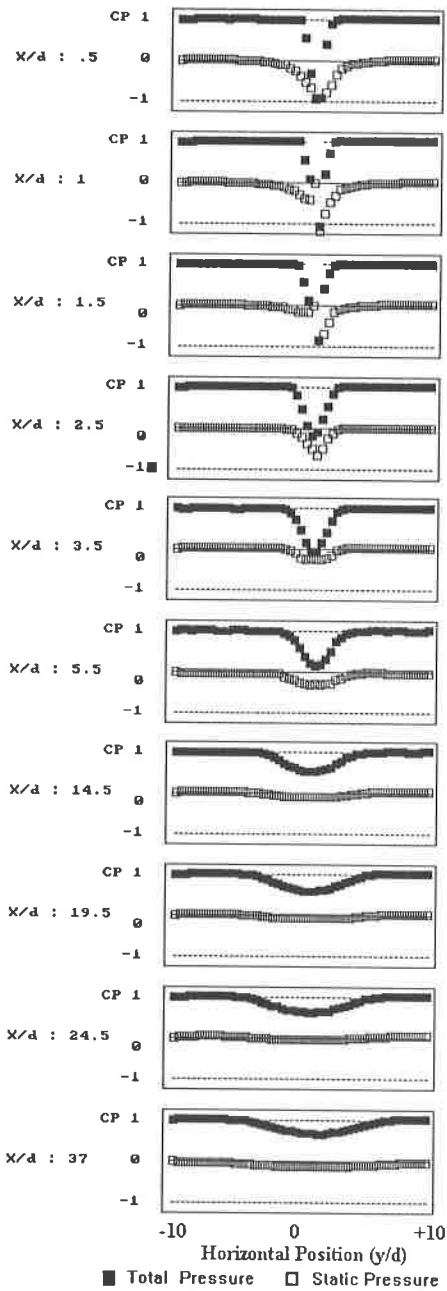 CP 1
X/d : .5 0
-1
CP 1
X/d : 1 0
-1
CP 1
X/d : 1.5 0
-1
CP 1
X/d : 2.5 0
-1
CP 1
X/d : 3.5 0
-1
CP 1
X/d : 5.5 0
-1
CP 1
X/d : 14.5 0
-1
CP 1
X/d : 19.5 0
-1
CP 1
X/d : 24.5 0
-1
CP 1
X/d : 37 0
-1
-10 0 +10
Horizontal Position (y/d)
Total Pressure Static Pressure